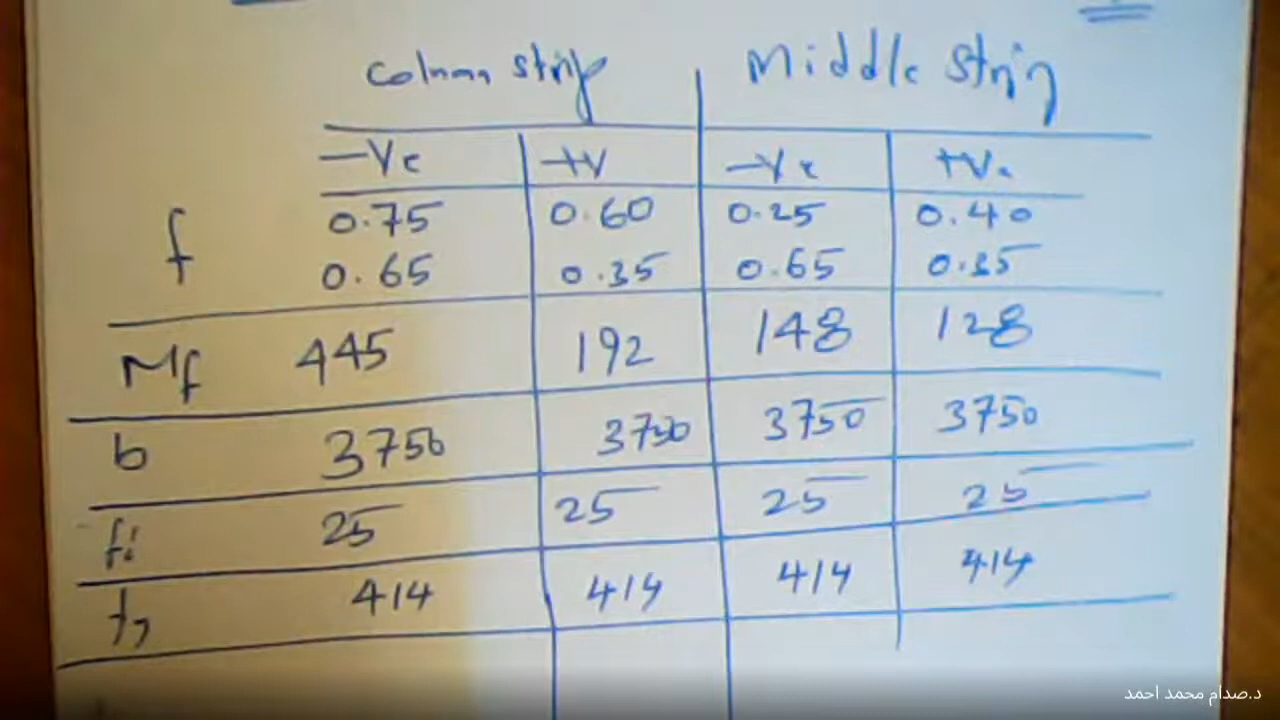 Column strip Middle strip
-Ve +V -Ve +Ve
f 0.75 0.60 0.25 0.40
0.65 0.35 0.65 0.35
Mf 445 192 148 128
b 3750 3750 3750 3750
25 25 25 25
fy 414 414 414 414
د.صدام محمد احمد